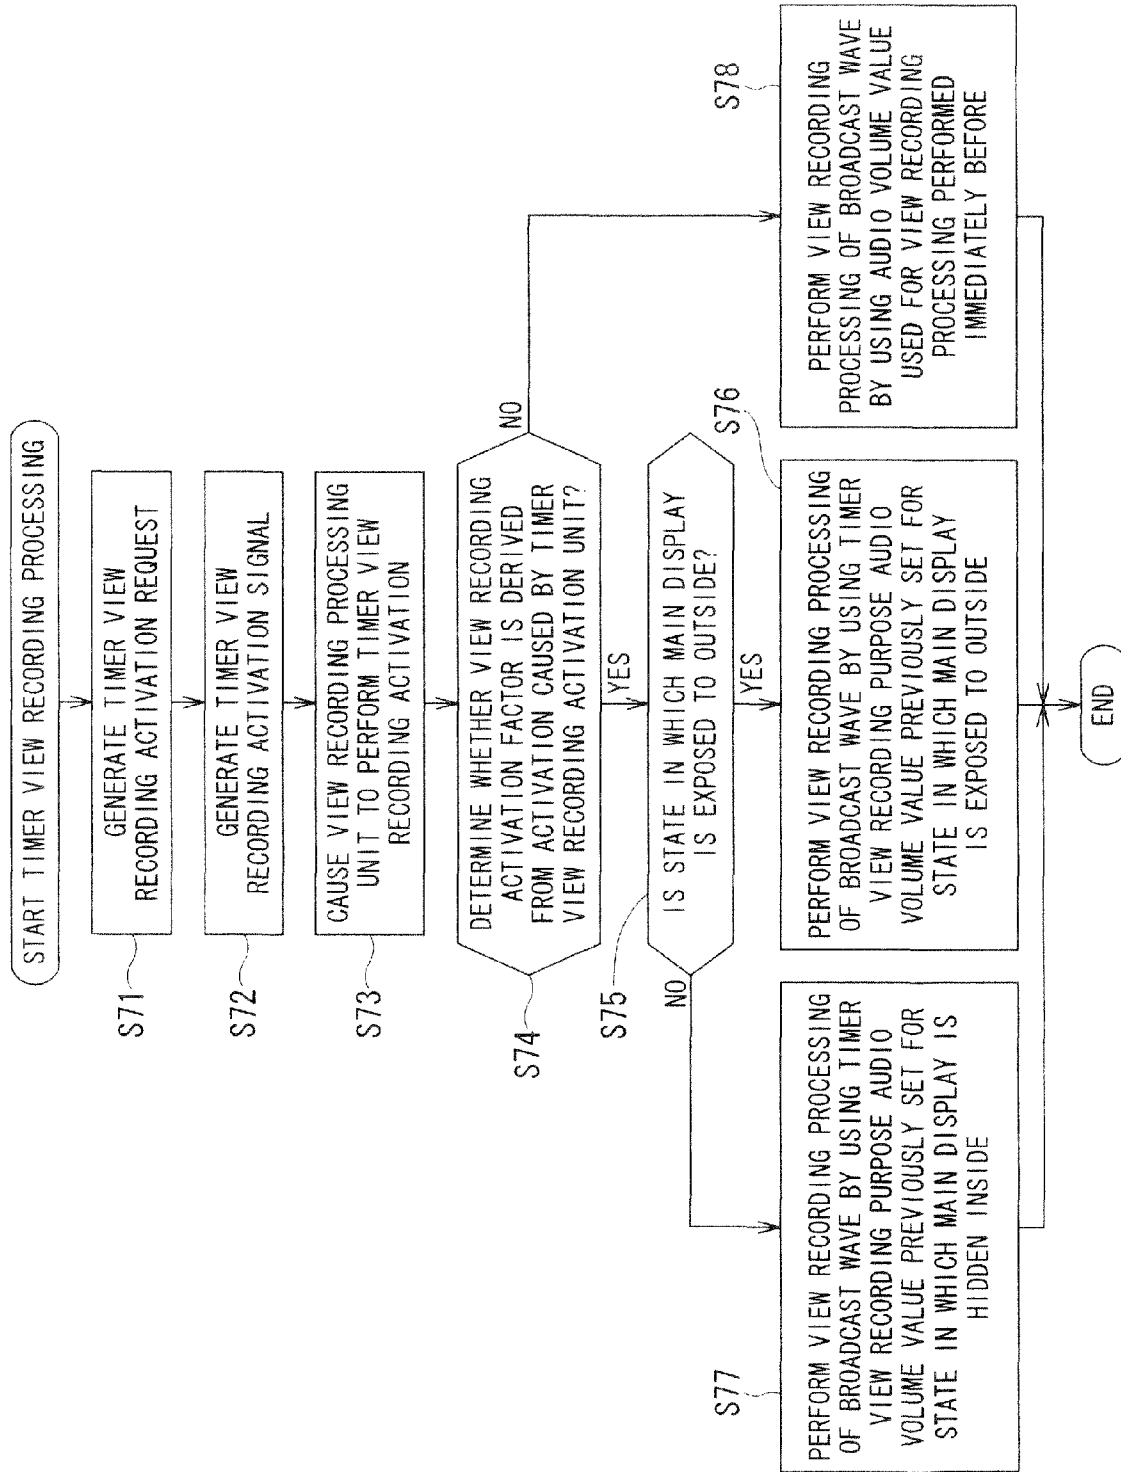 START TIMER VIEW RECORDING PROCESSING
S71
GENERATE TIMER VIEW
RECORDING ACTIVATION REQUEST
S72
GENERATE TIMER VIEW
RECORDING ACTIVATION SIGNAL
S73
CAUSE VIEW RECORDING PROCESSING
UNIT TO PERFORM TIMER VIEW
RECORDING ACTIVATION
S74
DETERMINE WHETHER VIEW RECORDING
ACTIVATION FACTOR IS DERIVED
FROM ACTIVATION CAUSED BY TIMER
VIEW RECORDING ACTIVATION UNIT?
NO
YES
S75
IS STATE IN WHICH MAIN DISPLAY
IS EXPOSED TO OUTSIDE?
NO
YES
S77
PERFORM VIEW RECORDING PROCESSING
OF BROADCAST WAVE BY USING TIMER
VIEW RECORDING PURPOSE AUDIO
VOLUME VALUE PREVIOUSLY SET FOR
STATE IN WHICH MAIN DISPLAY IS
HIDDEN INSIDE
S76
PERFORM VIEW RECORDING PROCESSING
OF BROADCAST WAVE BY USING TIMER
VIEW RECORDING PURPOSE AUDIO
VOLUME VALUE PREVIOUSLY SET FOR
STATE IN WHICH MAIN DISPLAY
IS EXPOSED TO OUTSIDE
S78
PERFORM VIEW RECORDING
PROCESSING OF BROADCAST WAVE
BY USING AUDIO VOLUME VALUE
USED FOR VIEW RECORDING
PROCESSING PERFORMED
IMMEDIATELY BEFORE
END